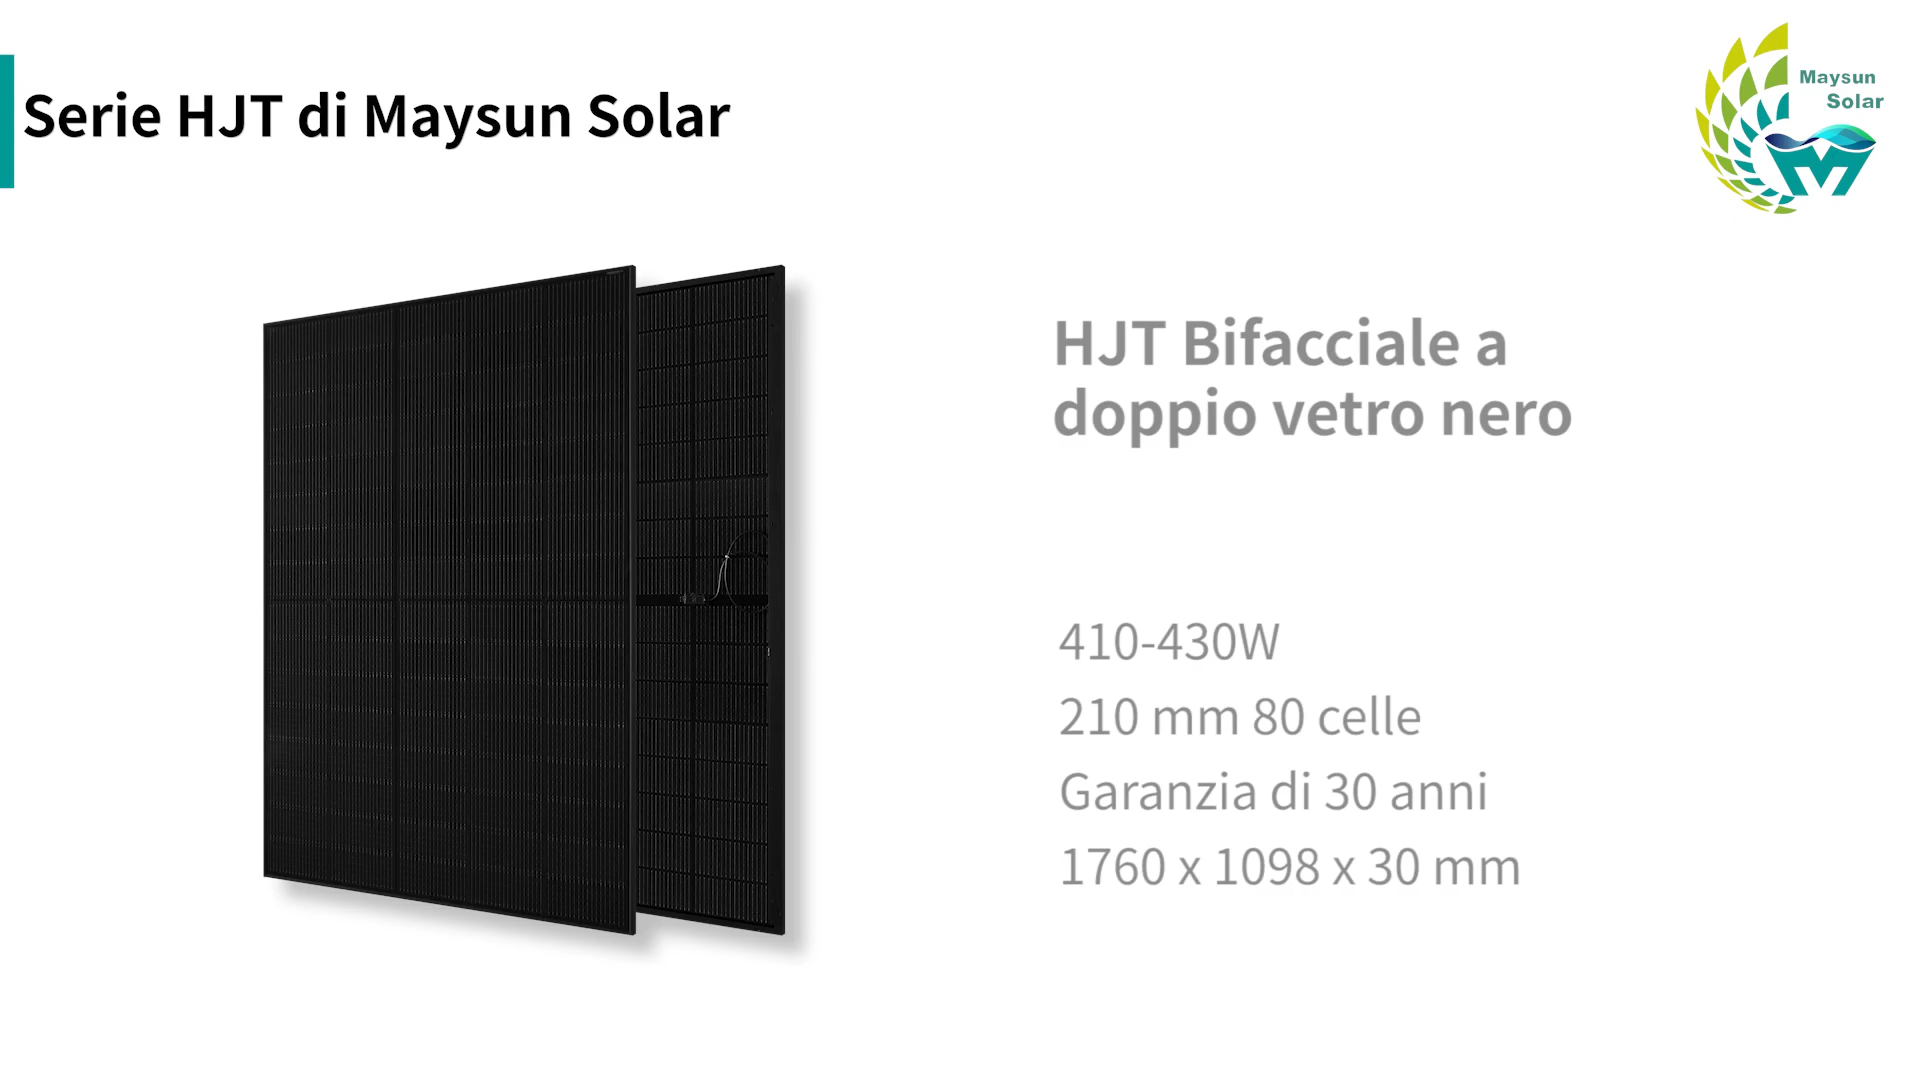 Serie HJT di Maysun Solar
Maysun
Solar
HJT Bifacciale a
doppio vetro nero
410-430W
210 mm 80 celle
Garanzia di 30 anni
1760 x 1098 x 30 mm